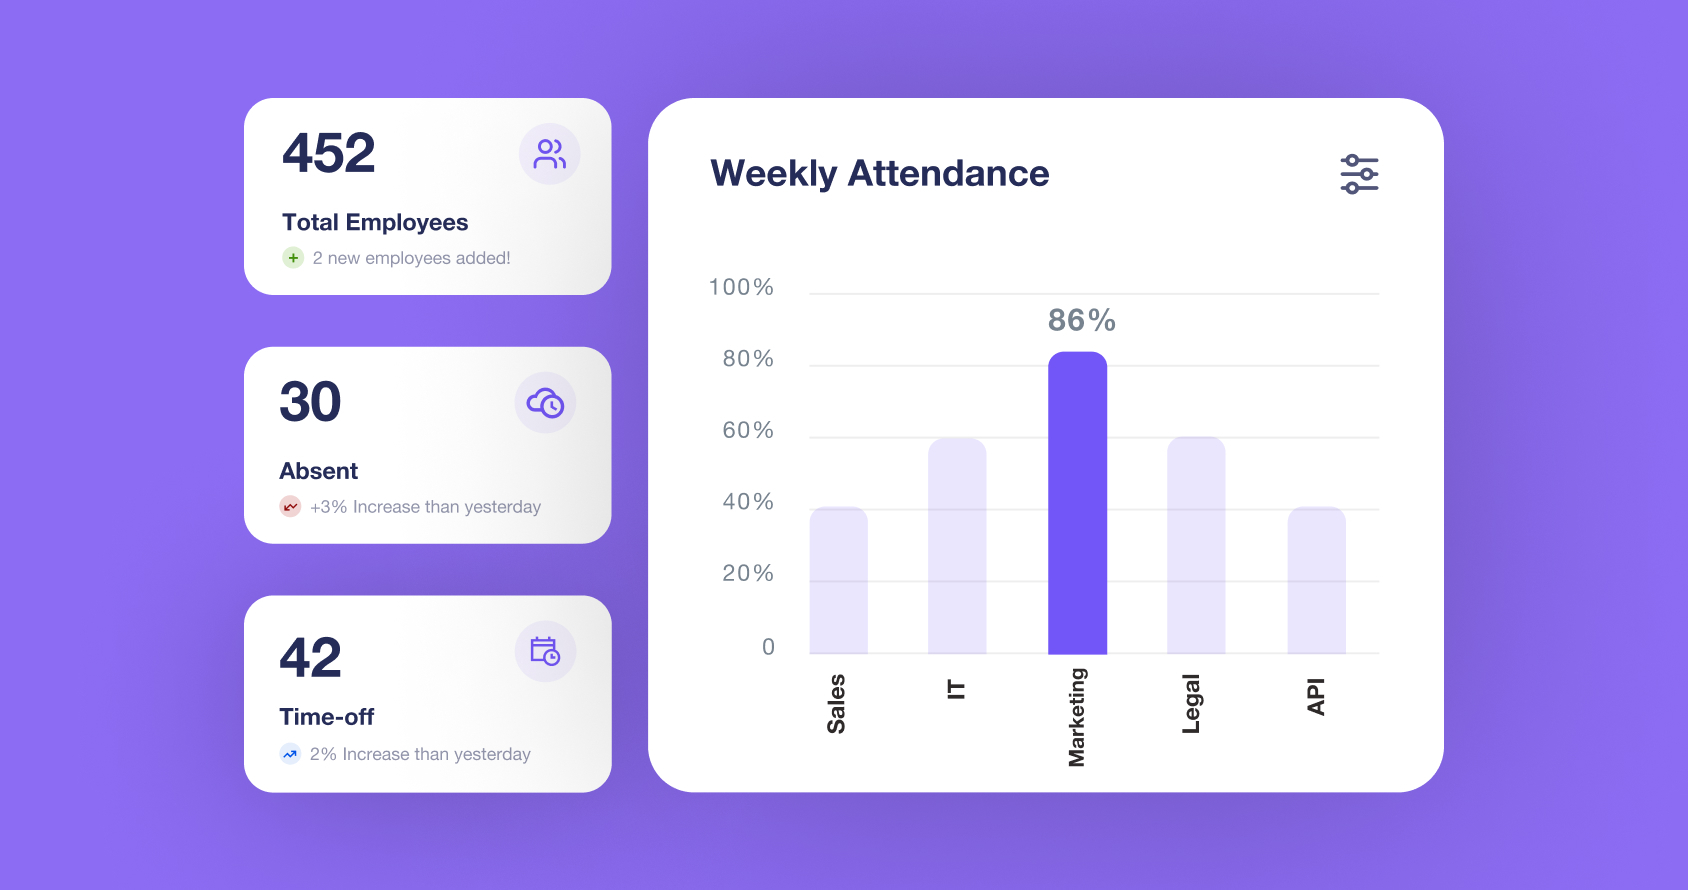 452
Total Employees
2 new employees added!
30
Absent
+3% Increase than yesterday
42
Time-off
2% Increase than yesterday
Weekly Attendance
100%
86%
80%
60%
40%
20%
0
Sales
IT
Marketing
Legal
API